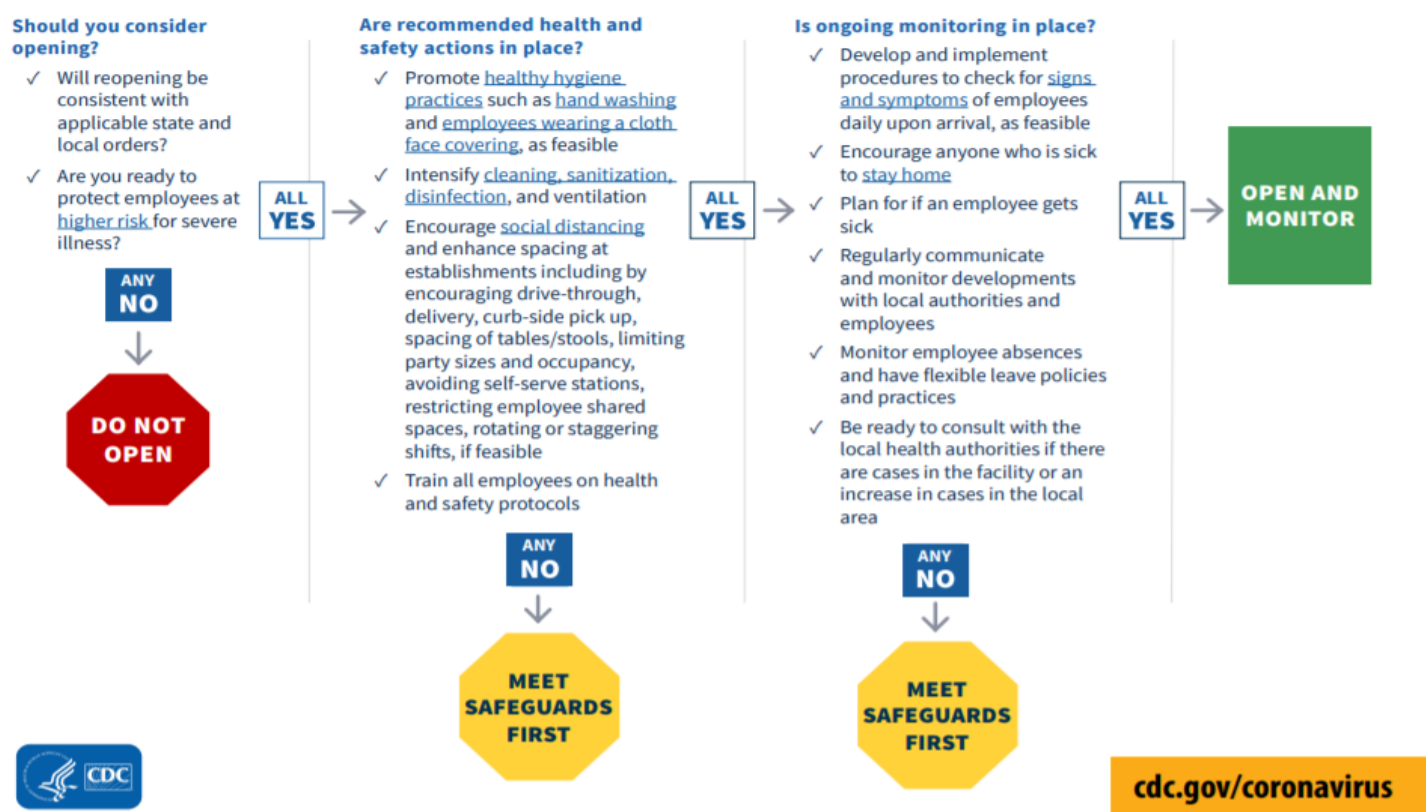 Should you consider
opening?
✓ Will reopening be
consistent with
applicable state and
local orders?
✓ Are you ready to
protect employees at
higher risk for severe
illness?
ANY
NO
DO NOT
OPEN
ALL
YES
Are recommended health and
safety actions in place?
✓ Promote healthy hygiene
practices such as hand washing
and employees wearing a cloth
face covering, as feasible
✓ Intensify cleaning, sanitization,
disinfection, and ventilation
✓ Encourage social distancing
and enhance spacing at
establishments including by
encouraging drive-through,
delivery, curb-side pick up,
spacing of tables/stools, limiting
party sizes and occupancy,
avoiding self-serve stations,
restricting employee shared
spaces, rotating or staggering
shifts, if feasible
✓ Train all employees on health
and safety protocols
ANY
NO
MEET
SAFEGUARDS
FIRST
ALL
YES
Is ongoing monitoring in place?
✓ Develop and implement
procedures to check for signs
and symptoms of employees
daily upon arrival, as feasible
✓ Encourage anyone who is sick
to stay home
✓ Plan for if an employee gets
sick
✓ Regularly communicate
and monitor developments
with local authorities and
employees
✓ Monitor employee absences
and have flexible leave policies
and practices
✓ Be ready to consult with the
local health authorities if there
are cases in the facility or an
increase in cases in the local
area
ANY
NO
MEET
SAFEGUARDS
FIRST
ALL
YES
OPEN AND
MONITOR
CDC
cdc.gov/coronavirus